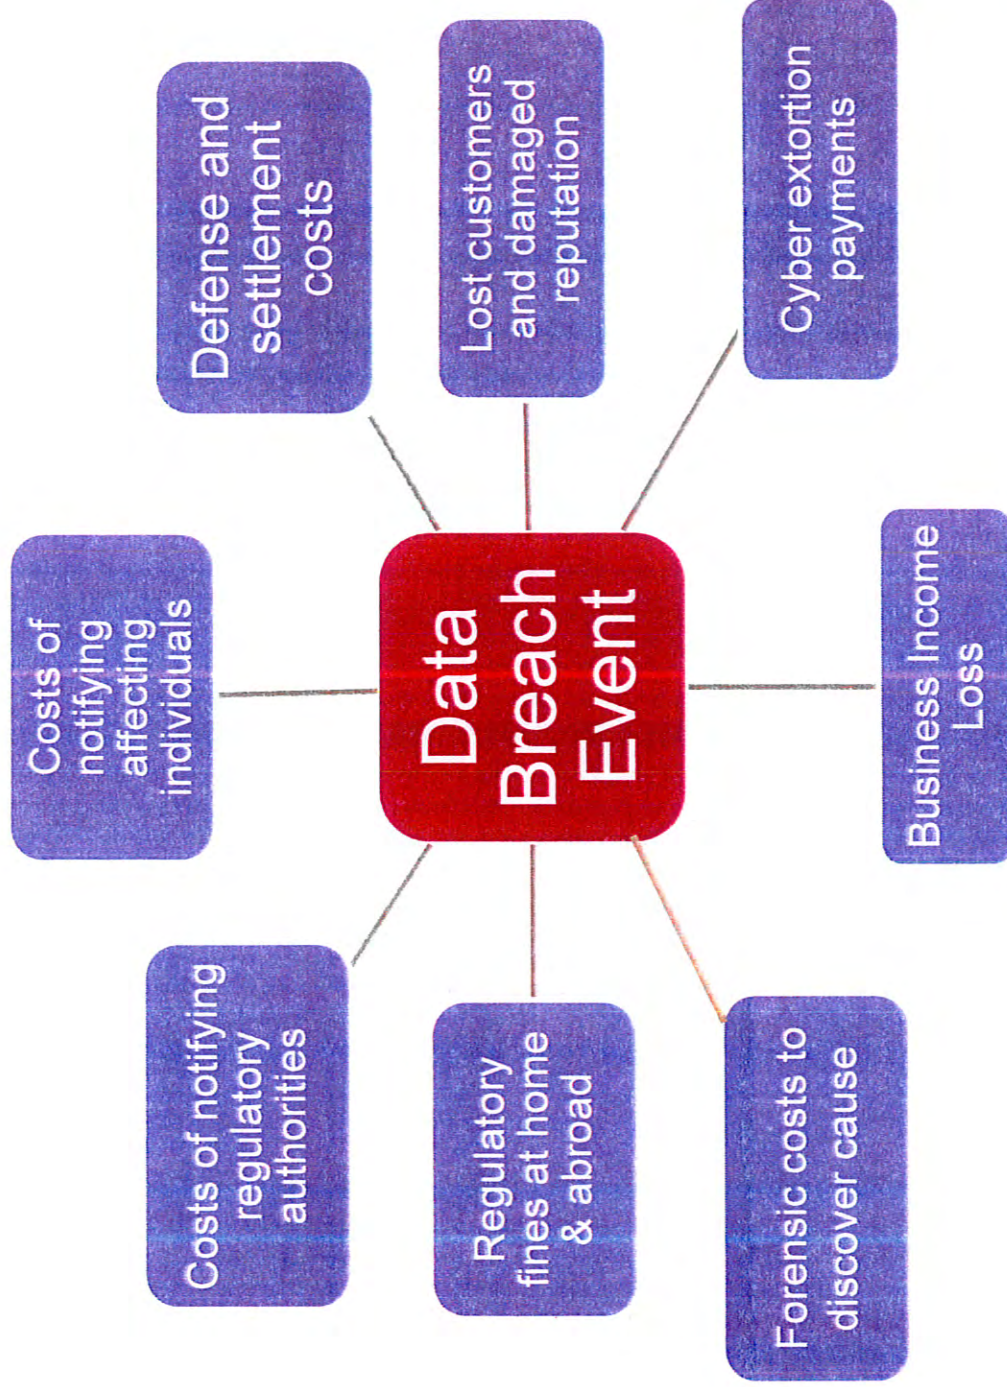 Costs of
notifying
affecting
individuals
Costs of notifying
regulatory
authorities
Defense and
settlement
costs
Regulatory
fines at home
& abroad
Data
Breach
Event
Lost customers
and damaged
reputation
Forensic costs to
discover cause
Cyber extortion
payments
Business Income
Loss